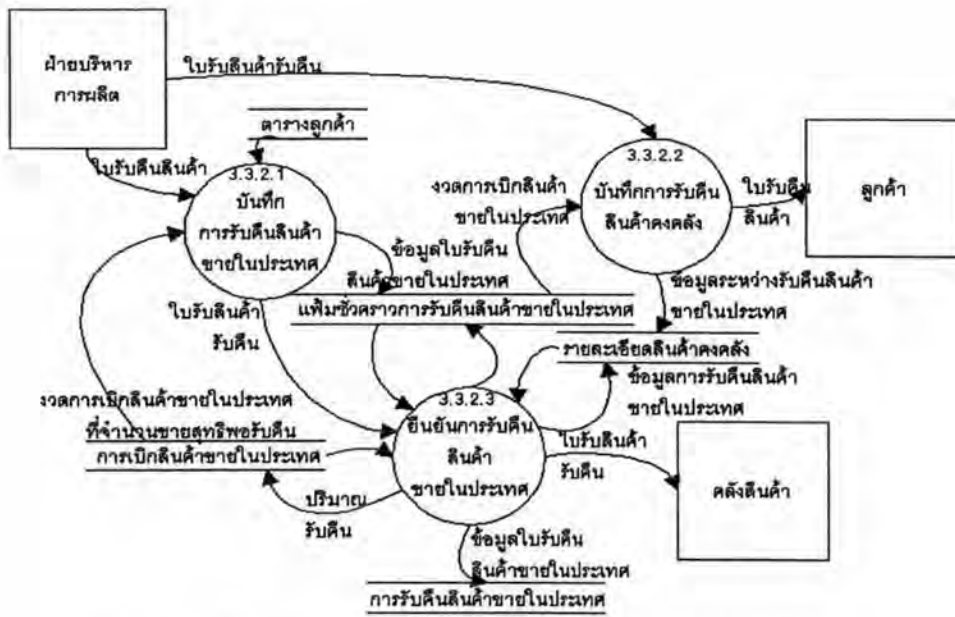 ฝ่ายบริหาร
การผลิต
ใบรับสินค้ารับคืน
ตารางลูกค้า
ใบรับคืนสินค้า
3.3.2.1
บันทึก
การรับคืนสินค้า
ขายในประเทศ
3.3.2.2
บันทึกการรับคืน
สินค้าคงคลัง
งวดการเบิกสินค้า
ขายในประเทศ
ใบรับคืน
สินค้า
ลูกค้า
ข้อมูลใบรับคืน
สินค้าขายในประเทศ
แฟ้มชั่วคราวการรับคืนสินค้าขายในประเทศ
ข้อมูลระหว่างรับคืนสินค้า
ขายในประเทศ
ใบรับสินค้า
รับคืน
รายละเอียดสินค้าคงคลัง
ข้อมูลการรับคืนสินค้า
ขายในประเทศ
งวดการเบิกสินค้าขายในประเทศ
ที่จำนวนขายสุทธิพอรับคืน
การเบิกสินค้าขายในประเทศ
3.3.2.3
ยืนยันการรับคืน
สินค้า
ขายในประเทศ
ใบรับสินค้า
รับคืน
คลังสินค้า
ปริมาณ
รับคืน
ข้อมูลใบรับคืน
สินค้าขายในประเทศ
การรับคืนสินค้าขายในประเทศ